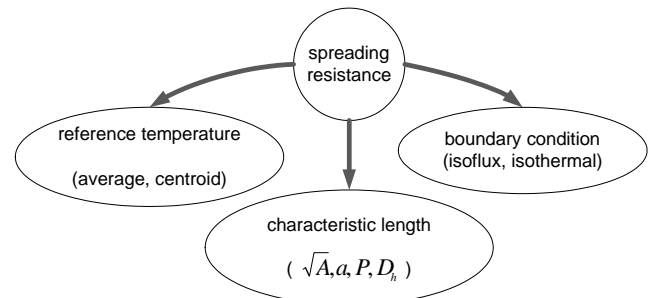 spreading
resistance
reference temperature
(average, centroid)
boundary condition
(isoflux, isothermal)
characteristic length
( √A, a, P, D_h )